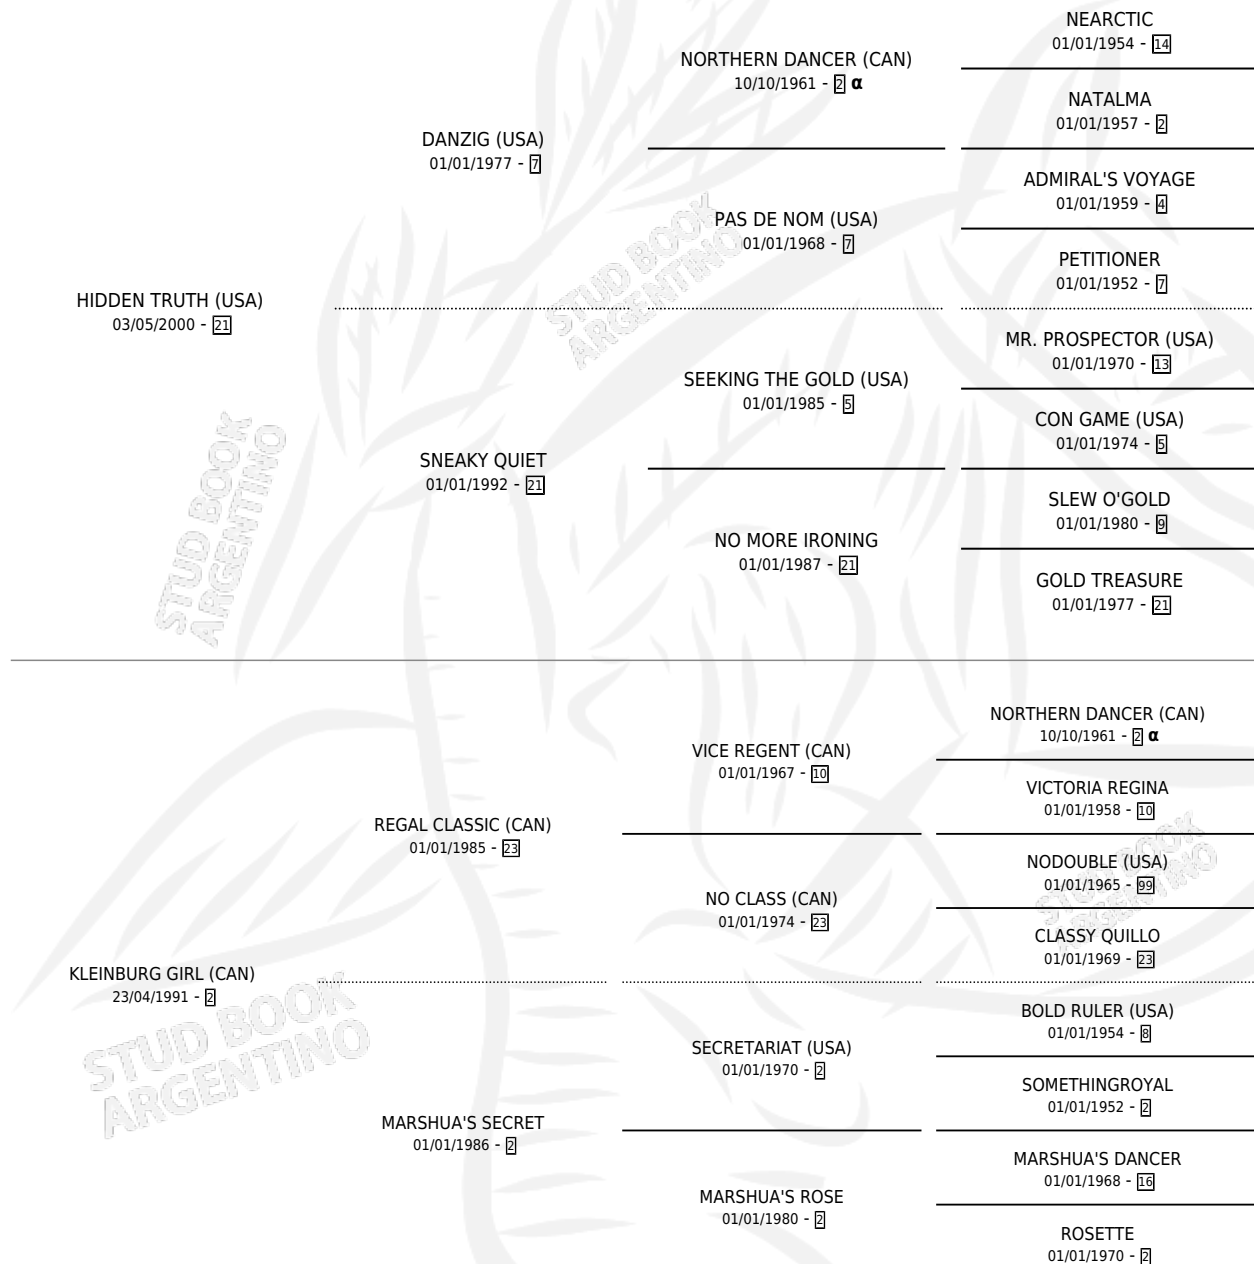 NEARCTIC
01/01/1954 - 14
NORTHERN DANCER (CAN)
10/10/1961 - 2 α
NATALMA
01/01/1957 - 2
DANZIG (USA)
01/01/1977 - 7
ADMIRAL'S VOYAGE
01/01/1959 - 4
PAS DE NOM (USA)
01/01/1968 - 7
PETITIONER
01/01/1952 - 7
HIDDEN TRUTH (USA)
03/05/2000 - 21
STUD BOOK
ARGENTINO
MR. PROSPECTOR (USA)
01/01/1970 - 13
SEEKING THE GOLD (USA)
01/01/1985 - 5
CON GAME (USA)
01/01/1974 - 5
SNEAKY QUIET
01/01/1992 - 21
SLEW O'GOLD
01/01/1980 - 9
NO MORE IRONING
01/01/1987 - 21
GOLD TREASURE
01/01/1977 - 21
STUD BOOK
ARGENTINO
NORTHERN DANCER (CAN)
10/10/1961 - 2 α
VICE REGENT (CAN)
01/01/1967 - 10
VICTORIA REGINA
01/01/1958 - 10
REGAL CLASSIC (CAN)
01/01/1985 - 23
NODOUBLE (USA)
01/01/1965 - 99
STUD BOOK
ARGENTINO
NO CLASS (CAN)
01/01/1974 - 23
CLASSY QUILLO
01/01/1969 - 23
KLEINBURG GIRL (CAN)
23/04/1991 - 2
STUD BOOK
ARGENTINO
BOLD RULER (USA)
01/01/1954 - 8
SECRETARIAT (USA)
01/01/1970 - 2
SOMETHINGROYAL
01/01/1952 - 2
MARSHUA'S SECRET
01/01/1986 - 2
MARSHUA'S DANCER
01/01/1968 - 16
MARSHUA'S ROSE
01/01/1980 - 2
ROSETTE
01/01/1970 - 2